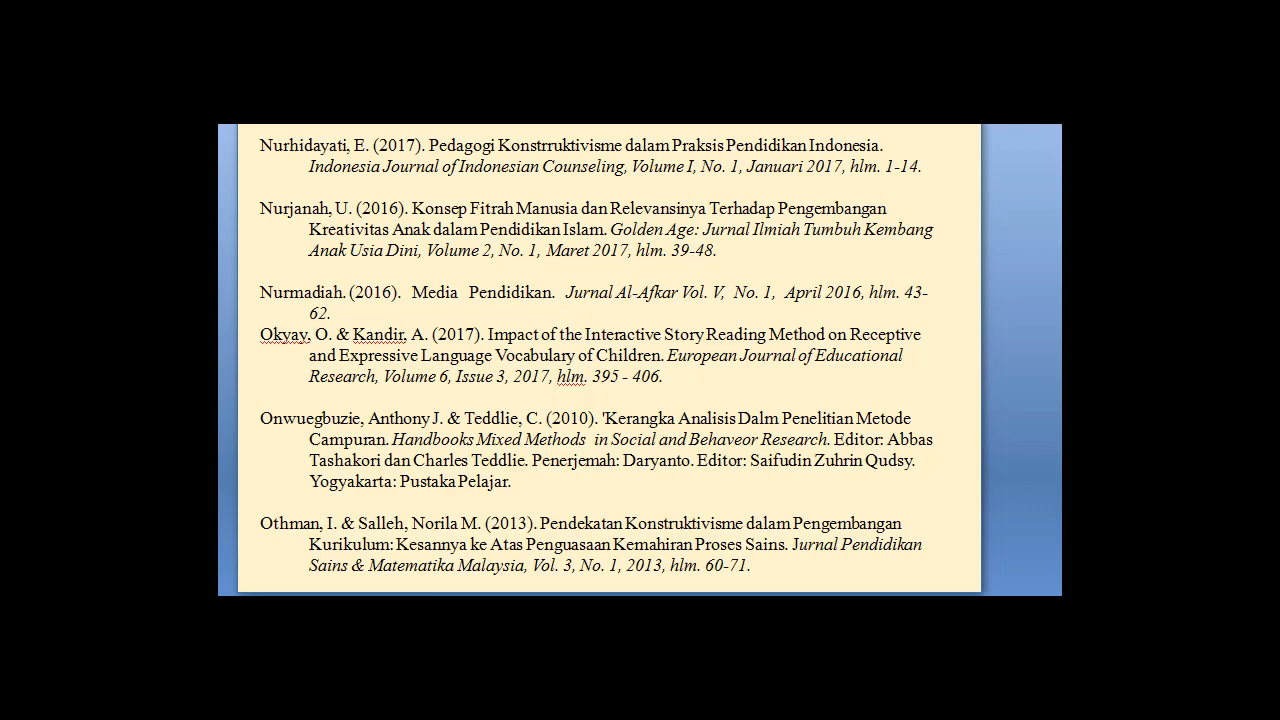 Nurhidayati, E. (2017). Pedagogi Konstrruktivisme dalam Praksis Pendidikan Indonesia.
Indonesia Journal of Indonesian Counseling, Volume I, No. 1, Januari 2017, hlm. 1-14.
Nurjanah, U. (2016). Konsep Fitrah Manusia dan Relevansinya Terhadap Pengembangan
Kreativitas Anak dalam Pendidikan Islam. Golden Age: Jurnal Ilmiah Tumbuh Kembang
Anak Usia Dini, Volume 2, No. 1, Maret 2017, hlm. 39-48.
Nurmadiah. (2016). Media Pendidikan. Jurnal Al-Afkar Vol. V, No. 1, April 2016, hlm. 43-
62.
Okyay, O. & Kandir, A. (2017). Impact of the Interactive Story Reading Method on Receptive
and Expressive Language Vocabulary of Children. European Journal of Educational
Research, Volume 6, Issue 3, 2017, hlm. 395 - 406.
Onwuegbuzie, Anthony J. & Teddlie, C. (2010). 'Kerangka Analisis Dalm Penelitian Metode
Campuran. Handbooks Mixed Methods in Social and Behaveor Research. Editor: Abbas
Tashakori dan Charles Teddlie. Penerjemah: Daryanto. Editor: Saifudin Zuhrin Qudsy.
Yogyakarta: Pustaka Pelajar.
Othman, I. & Salleh, Norila M. (2013). Pendekatan Konstruktivisme dalam Pengembangan
Kurikulum: Kesannya ke Atas Penguasaan Kemahiran Proses Sains. Jurnal Pendidikan
Sains & Matematika Malaysia, Vol. 3, No. 1, 2013, hlm. 60-71.